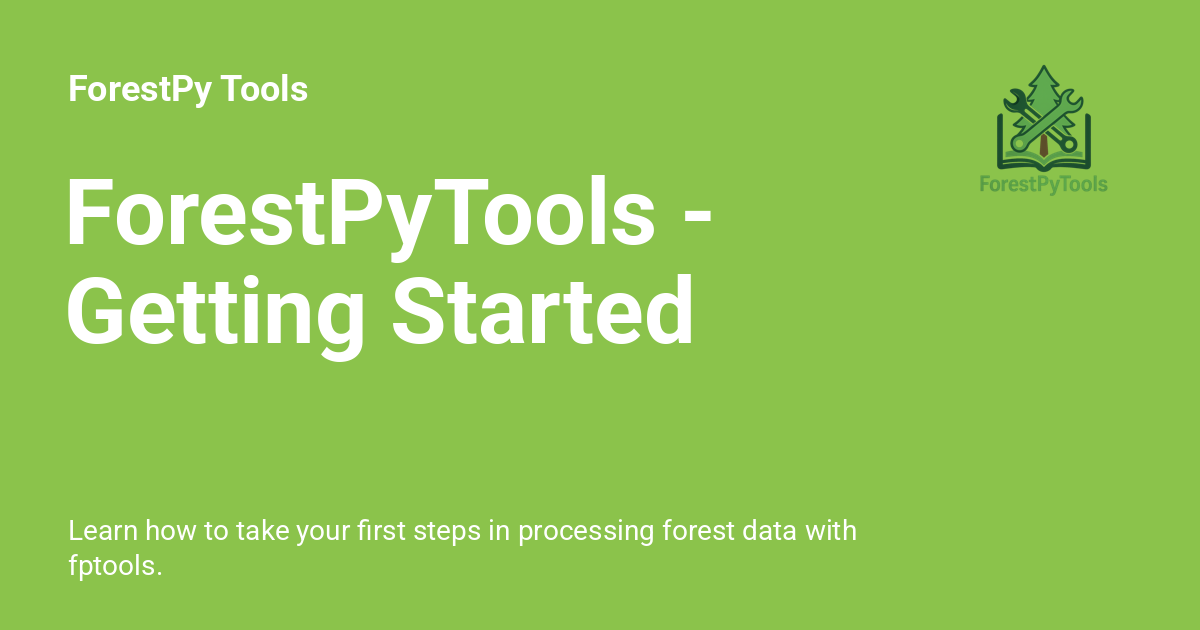 ForestPy Tools
ForestPyTools
ForestPyTools -
Getting Started
Learn how to take your first steps in processing forest data with
fptools.